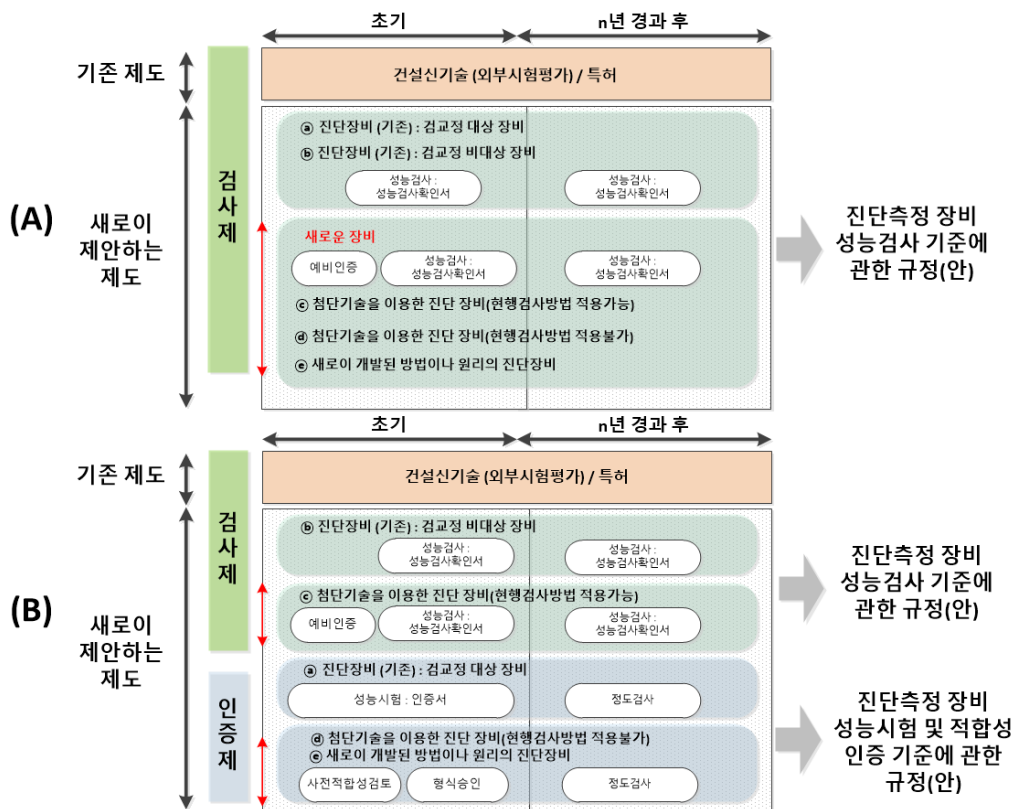 초기
n년 경과 후
기존 제도
건설신기술 (외부시험평가) / 특허
(A)
새로이
제안하는
제도
검
사
제
ⓐ 진단장비 (기존) : 검교정 대상 장비
ⓑ 진단장비 (기존) : 검교정 비대상 장비
성능검사 :
성능검사확인서
성능검사 :
성능검사확인서
새로운 장비
예비인증
성능검사 :
성능검사확인서
성능검사 :
성능검사확인서
ⓒ 첨단기술을 이용한 진단 장비(현행검사방법 적용가능)
ⓓ 첨단기술을 이용한 진단 장비(현행검사방법 적용불가)
ⓔ 새로이 개발된 방법이나 원리의 진단장비
진단측정 장비
성능검사 기준에
관한 규정(안)
초기
n년 경과 후
기존 제도
건설신기술 (외부시험평가) / 특허
(B)
새로이
제안하는
제도
검
사
제
ⓑ 진단장비 (기존) : 검교정 비대상 장비
성능검사 :
성능검사확인서
성능검사 :
성능검사확인서
ⓒ 첨단기술을 이용한 진단 장비(현행검사방법 적용가능)
예비인증
성능검사 :
성능검사확인서
성능검사 :
성능검사확인서
진단측정 장비
성능검사 기준에
관한 규정(안)
인
증
제
ⓐ 진단장비 (기존) : 검교정 대상 장비
성능시험 : 인증서
정도검사
ⓓ 첨단기술을 이용한 진단 장비(현행검사방법 적용불가)
ⓔ 새로이 개발된 방법이나 원리의 진단장비
사전적합성검토
형식승인
정도검사
진단측정 장비
성능시험 및 적합성
인증 기준에 관한
규정(안)